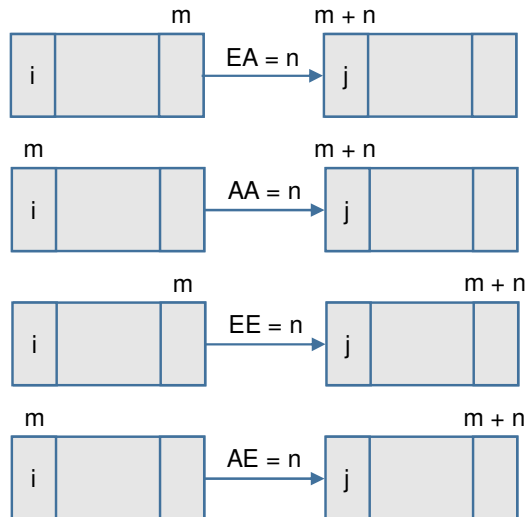 m m + n
i EA = n j
m m + n
i AA = n j
m m + n
i EE = n j
m m + n
i AE = n j